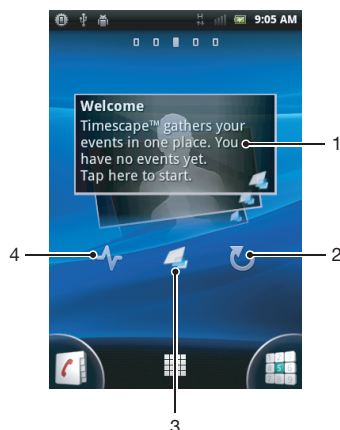 H
9:05 AM
Welcome
Timescape™ gathers your
events in one place. You
have no events yet.
Tap here to start.
1
4
2
5
3